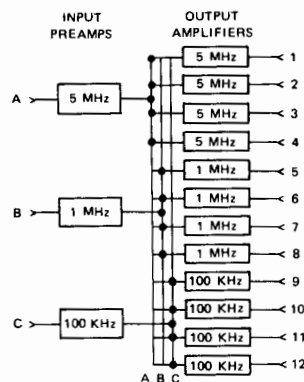 INPUT PREAMPS
OUTPUT AMPLIFIERS
5 MHz 1
5 MHz 2
A 5 MHz 5 MHz 3
5 MHz 4
1 MHz 5
1 MHz 6
B 1 MHz 1 MHz 7
1 MHz 8
100 KHz 9
100 KHz 10
C 100 KHz 100 KHz 11
100 KHz 12
A B C